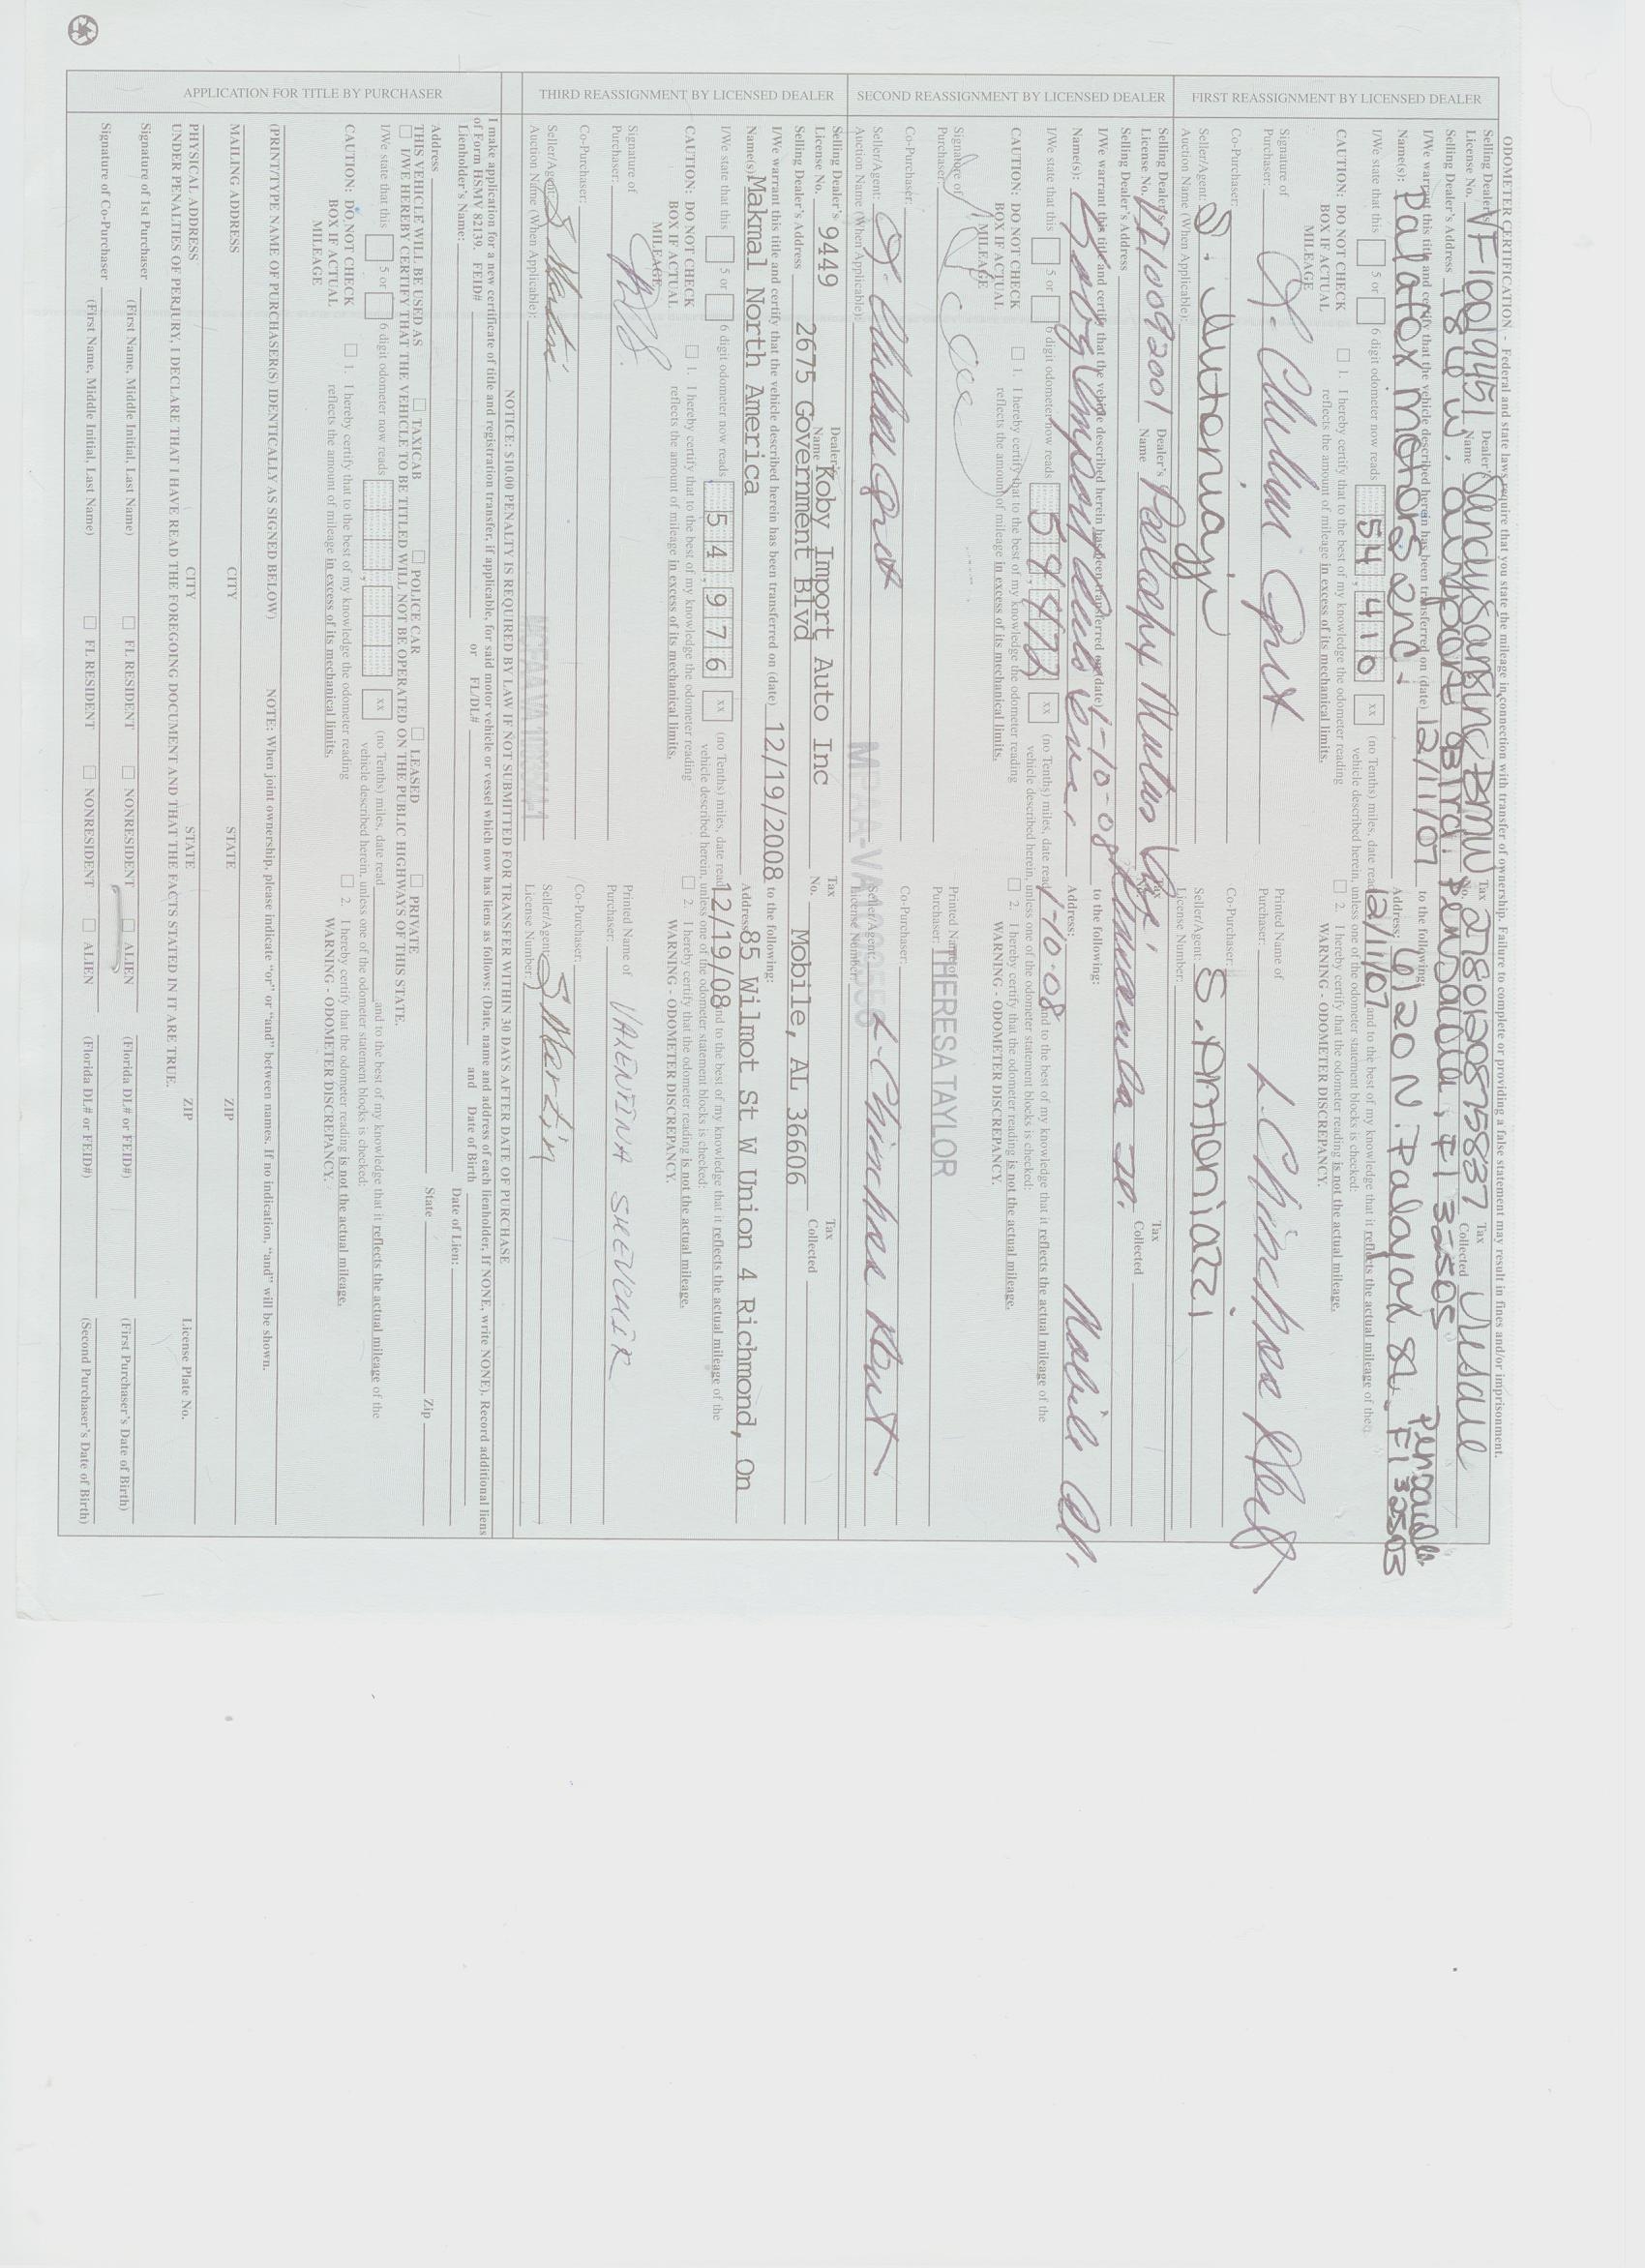 ODOMETER CERTIFICATION - Federal and state laws require that you state the mileage in connection with transfer of ownership. Failure to complete or providing a false statement may result in fines and/or imprisonment.
FIRST REASSIGNMENT BY LICENSED DEALER
Selling Dealer's License No. Dealer's Name Sandy Sansing BMW Tax No. Tax Collected
Selling Dealer's Address 186 W. Airport Blvd. Pensacola, Fl 32505
I/We warrant this title and certify that the vehicle described herein has been transferred on (date) 12/11/07 to the following:
Name(s): Palafox Motors Inc. Address: 6120 N. Palafox St. Pensacola Fl 32503
I/We state that this 5 or 6 digit odometer now reads 54,410 xx (no Tenths) miles, date read 12/11/07 and to the best of my knowledge that it reflects the actual mileage of the
vehicle described herein, unless one of the odometer statement blocks is checked:
CAUTION: DO NOT CHECK BOX IF ACTUAL MILEAGE
1. I hereby certify that to the best of my knowledge the odometer reading reflects the amount of mileage in excess of its mechanical limits.
2. I hereby certify that the odometer reading is not the actual mileage. WARNING - ODOMETER DISCREPANCY.
Signature of Purchaser: Printed Name of Purchaser:
Co-Purchaser: Co-Purchaser:
Seller/Agent: Seller/Agent: S. Amoniazzi
Auction Name (When Applicable): License Number:
SECOND REASSIGNMENT BY LICENSED DEALER
Selling Dealer's License No. Dealer's Name Tax No. Tax Collected
Selling Dealer's Address
I/We warrant this title and certify that the vehicle described herein has been transferred on (date) 1-10-08 to the following:
Name(s): Address: Mobile Al.
I/We state that this 5 or 6 digit odometer now reads xx (no Tenths) miles, date read 1-10-08 and to the best of my knowledge that it reflects the actual mileage of the
vehicle described herein, unless one of the odometer statement blocks is checked:
CAUTION: DO NOT CHECK BOX IF ACTUAL MILEAGE
1. I hereby certify that to the best of my knowledge the odometer reading reflects the amount of mileage in excess of its mechanical limits.
2. I hereby certify that the odometer reading is not the actual mileage. WARNING - ODOMETER DISCREPANCY.
Signature of Purchaser: Printed Name of Purchaser: THERESA TAYLOR
Co-Purchaser: Co-Purchaser:
Seller/Agent: Seller/Agent:
Auction Name (When Applicable): License Number:
THIRD REASSIGNMENT BY LICENSED DEALER
Selling Dealer's License No. 9449 Dealer's Name Koby Import Auto Inc Tax No. Tax Collected
Selling Dealer's Address 2675 Government Blvd Mobile, AL 36606
I/We warrant this title and certify that the vehicle described herein has been transferred on (date) 12/19/2008 to the following:
Name(s) Makmal North America Address 85 Wilmot St W Union 4 Richmond, On
I/We state that this 5 or 6 digit odometer now reads 54,976 xx (no Tenths) miles, date read 12/19/08 and to the best of my knowledge that it reflects the actual mileage of the
vehicle described herein, unless one of the odometer statement blocks is checked:
CAUTION: DO NOT CHECK BOX IF ACTUAL MILEAGE
1. I hereby certify that to the best of my knowledge the odometer reading reflects the amount of mileage in excess of its mechanical limits.
2. I hereby certify that the odometer reading is not the actual mileage. WARNING - ODOMETER DISCREPANCY.
Signature of Purchaser: Printed Name of Purchaser: VALENTINA SHEVCHIK
Co-Purchaser: Co-Purchaser:
Seller/Agent S Martin Seller/Agent S Martin
Auction Name (When Applicable): License Number:
NOTICE: $10.00 PENALTY IS REQUIRED BY LAW IF NOT SUBMITTED FOR TRANSFER WITHIN 30 DAYS AFTER DATE OF PURCHASE
APPLICATION FOR TITLE BY PURCHASER
I make application for a new certificate of title and registration transfer, if applicable, for said motor vehicle or vessel which now has liens as follows: (Date, name and address of each lienholder. If NONE, write NONE). Record additional liens
of Form HSMV 82139. FEID# or FL/DL# and Date of Birth
Lienholder's Name: Date of Lien:
Address State Zip
THIS VEHICLE WILL BE USED AS TAXICAB POLICE CAR LEASED PRIVATE
I/WE HEREBY CERTIFY THAT THE VEHICLE TO BE TITLED WILL NOT BE OPERATED ON THE PUBLIC HIGHWAYS OF THIS STATE.
I/We state that this 5 or 6 digit odometer now reads xx (no Tenths) miles, date read and to the best of my knowledge that it reflects the actual mileage of the
vehicle described herein, unless one of the odometer statement blocks is checked:
CAUTION: DO NOT CHECK BOX IF ACTUAL MILEAGE
1. I hereby certify that to the best of my knowledge the odometer reading reflects the amount of mileage in excess of its mechanical limits.
2. I hereby certify that the odometer reading is not the actual mileage. WARNING - ODOMETER DISCREPANCY.
(PRINT/TYPE NAME OF PURCHASER(S) IDENTICALLY AS SIGNED BELOW) NOTE: When joint ownership, please indicate "or" or "and" between names. If no indication, "and" will be shown.
MAILING ADDRESS CITY STATE ZIP
PHYSICAL ADDRESS CITY STATE ZIP License Plate No.
UNDER PENALTIES OF PERJURY, I DECLARE THAT I HAVE READ THE FOREGOING DOCUMENT AND THAT THE FACTS STATED IN IT ARE TRUE.
Signature of 1st Purchaser (First Name, Middle Initial, Last Name) FL RESIDENT NONRESIDENT ALIEN (Florida DL# or FEID#) (First Purchaser's Date of Birth)
Signature of Co-Purchaser (First Name, Middle Initial, Last Name) FL RESIDENT NONRESIDENT ALIEN (Florida DL# or FEID#) (Second Purchaser's Date of Birth)